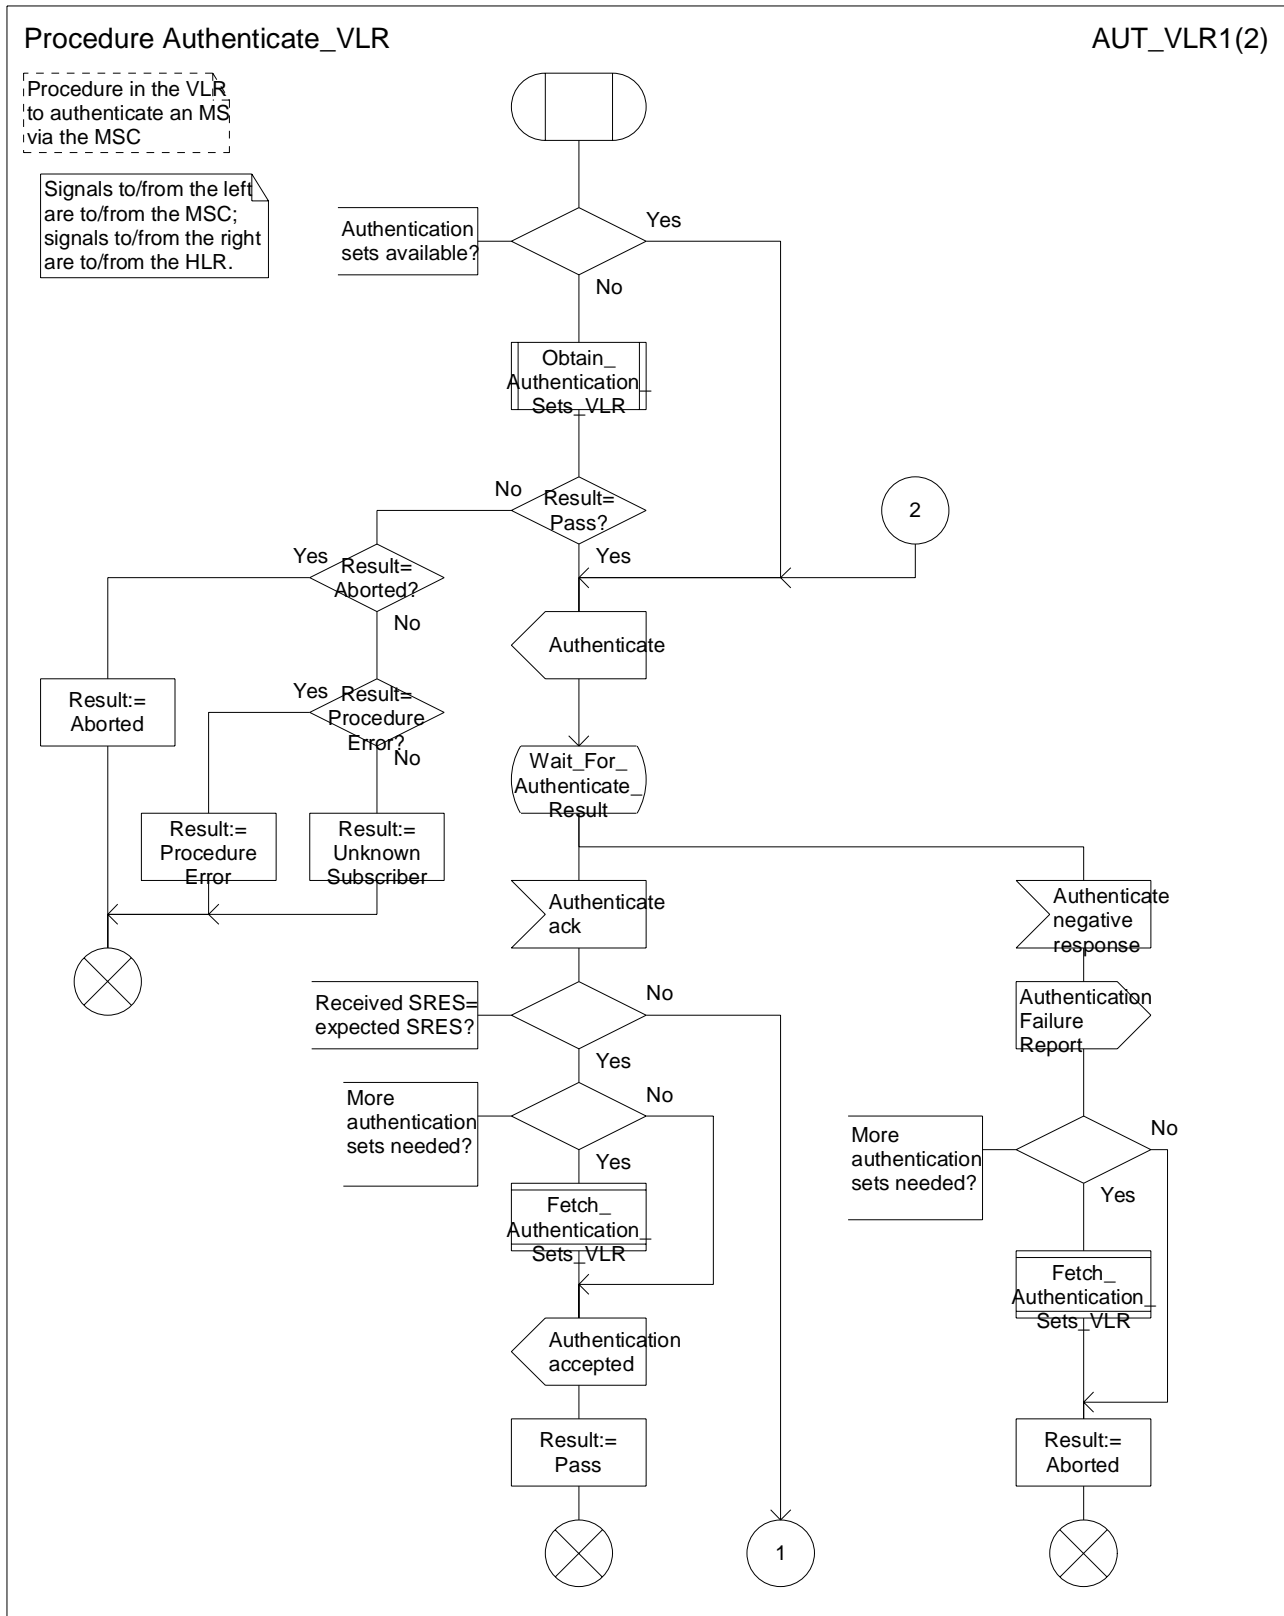 Procedure Authenticate_VLR
AUT_VLR1(2)
Procedure in the VLR
to authenticate an MS
via the MSC
Signals to/from the left
are to/from the MSC;
signals to/from the right
are to/from the HLR.
Authentication
sets available?
Yes
No
Obtain_
Authentication_
Sets_VLR
No
Result=
Pass?
Yes
2
Yes
Result=
Aborted?
No
Authenticate
Result:=
Aborted
Yes
Result=
Procedure
Error?
No
Wait_For_
Authenticate_
Result
Result:=
Procedure
Error
Result:=
Unknown
Subscriber
Authenticate
ack
Authenticate
negative
response
Received SRES=
expected SRES?
No
Yes
Authentication
Failure
Report
More
authentication
sets needed?
No
Yes
More
authentication
sets needed?
No
Yes
Fetch_
Authentication_
Sets_VLR
Fetch_
Authentication_
Sets_VLR
Authentication
accepted
Result:=
Pass
Result:=
Aborted
1